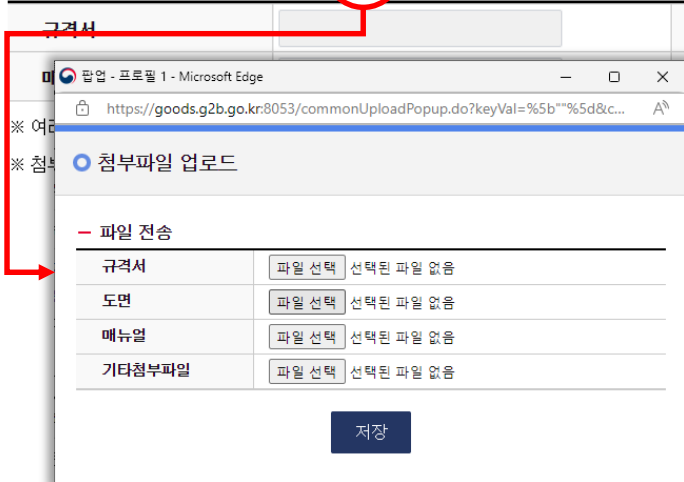 규격서
팝업 - 프로필 1 - Microsoft Edge
https://goods.g2b.go.kr:8053/commonUploadPopup.do?keyVal=%5b""%5d&c...
※ 여러
※ 첨부
첨부파일 업로드
파일 전송
규격서 파일 선택 선택된 파일 없음
도면 파일 선택 선택된 파일 없음
매뉴얼 파일 선택 선택된 파일 없음
기타첨부파일 파일 선택 선택된 파일 없음
저장